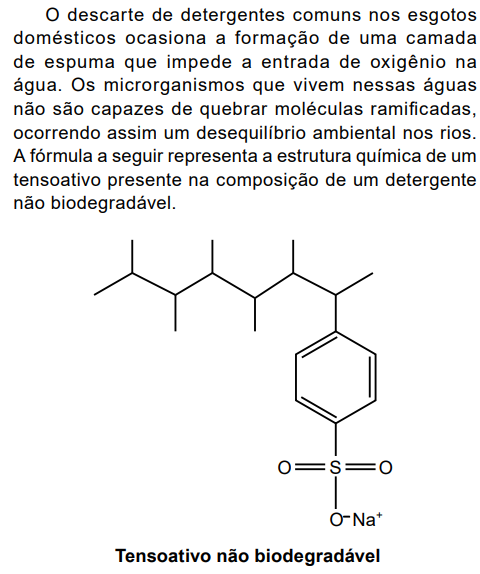 O descarte de detergentes comuns nos esgotos
domésticos ocasiona a formação de uma camada
de espuma que impede a entrada de oxigênio na
água. Os microrganismos que vivem nessas águas
não são capazes de quebrar moléculas ramificadas,
ocorrendo assim um desequilíbrio ambiental nos rios.
A fórmula a seguir representa a estrutura química de um
tensoativo presente na composição de um detergente
não biodegradável.
O S O
O⁻Na⁺
Tensoativo não biodegradável